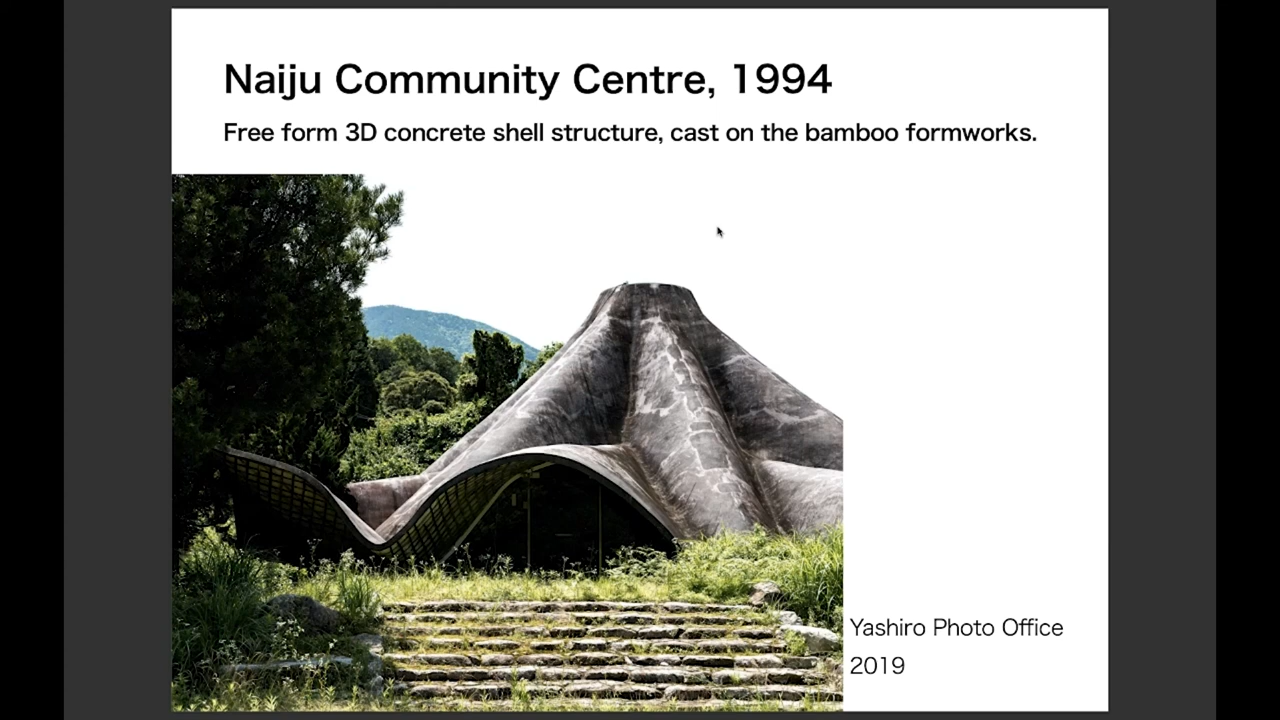 Naiju Community Centre, 1994
Free form 3D concrete shell structure, cast on the bamboo formworks.
Yashiro Photo Office
2019